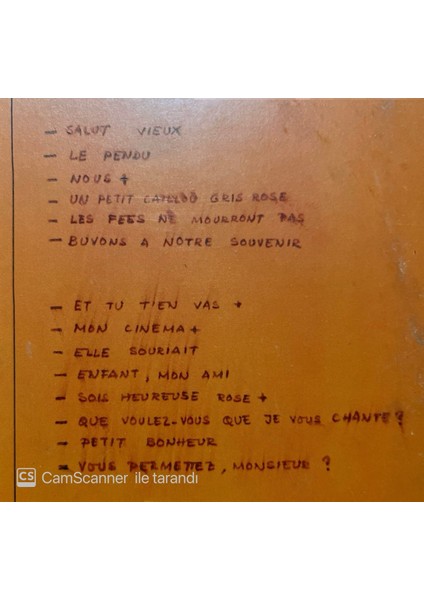 - SALUT VIEUX
- LE PENDU
- NOUS +
- UN PETIT GRIS ROSE
- LES FEES NE MOURRONT PAS
- BUVONS A NOTRE SOUVENIR
- ET TU T'EN VAS +
- MON CINEMA +
- ELLE SOURIAIT
- ENFANT, MON AMI
- SOIS HEUREUSE ROSE +
- QUE VOULEZ-VOUS QUE JE VOUS CHANTE ?
- PETIT BONHEUR
- VOUS PERMETTEZ, MONSIEUR ?
CS CamScanner ile tarandı